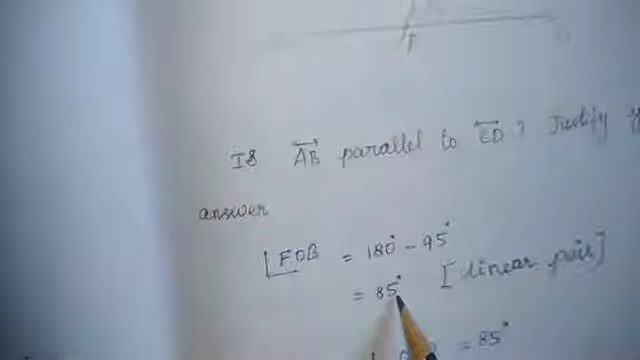 F
Is AB parallel to CD? Justify
answer
∠FOB = 180° - 95°
= 85° [linear pair]
= 85°